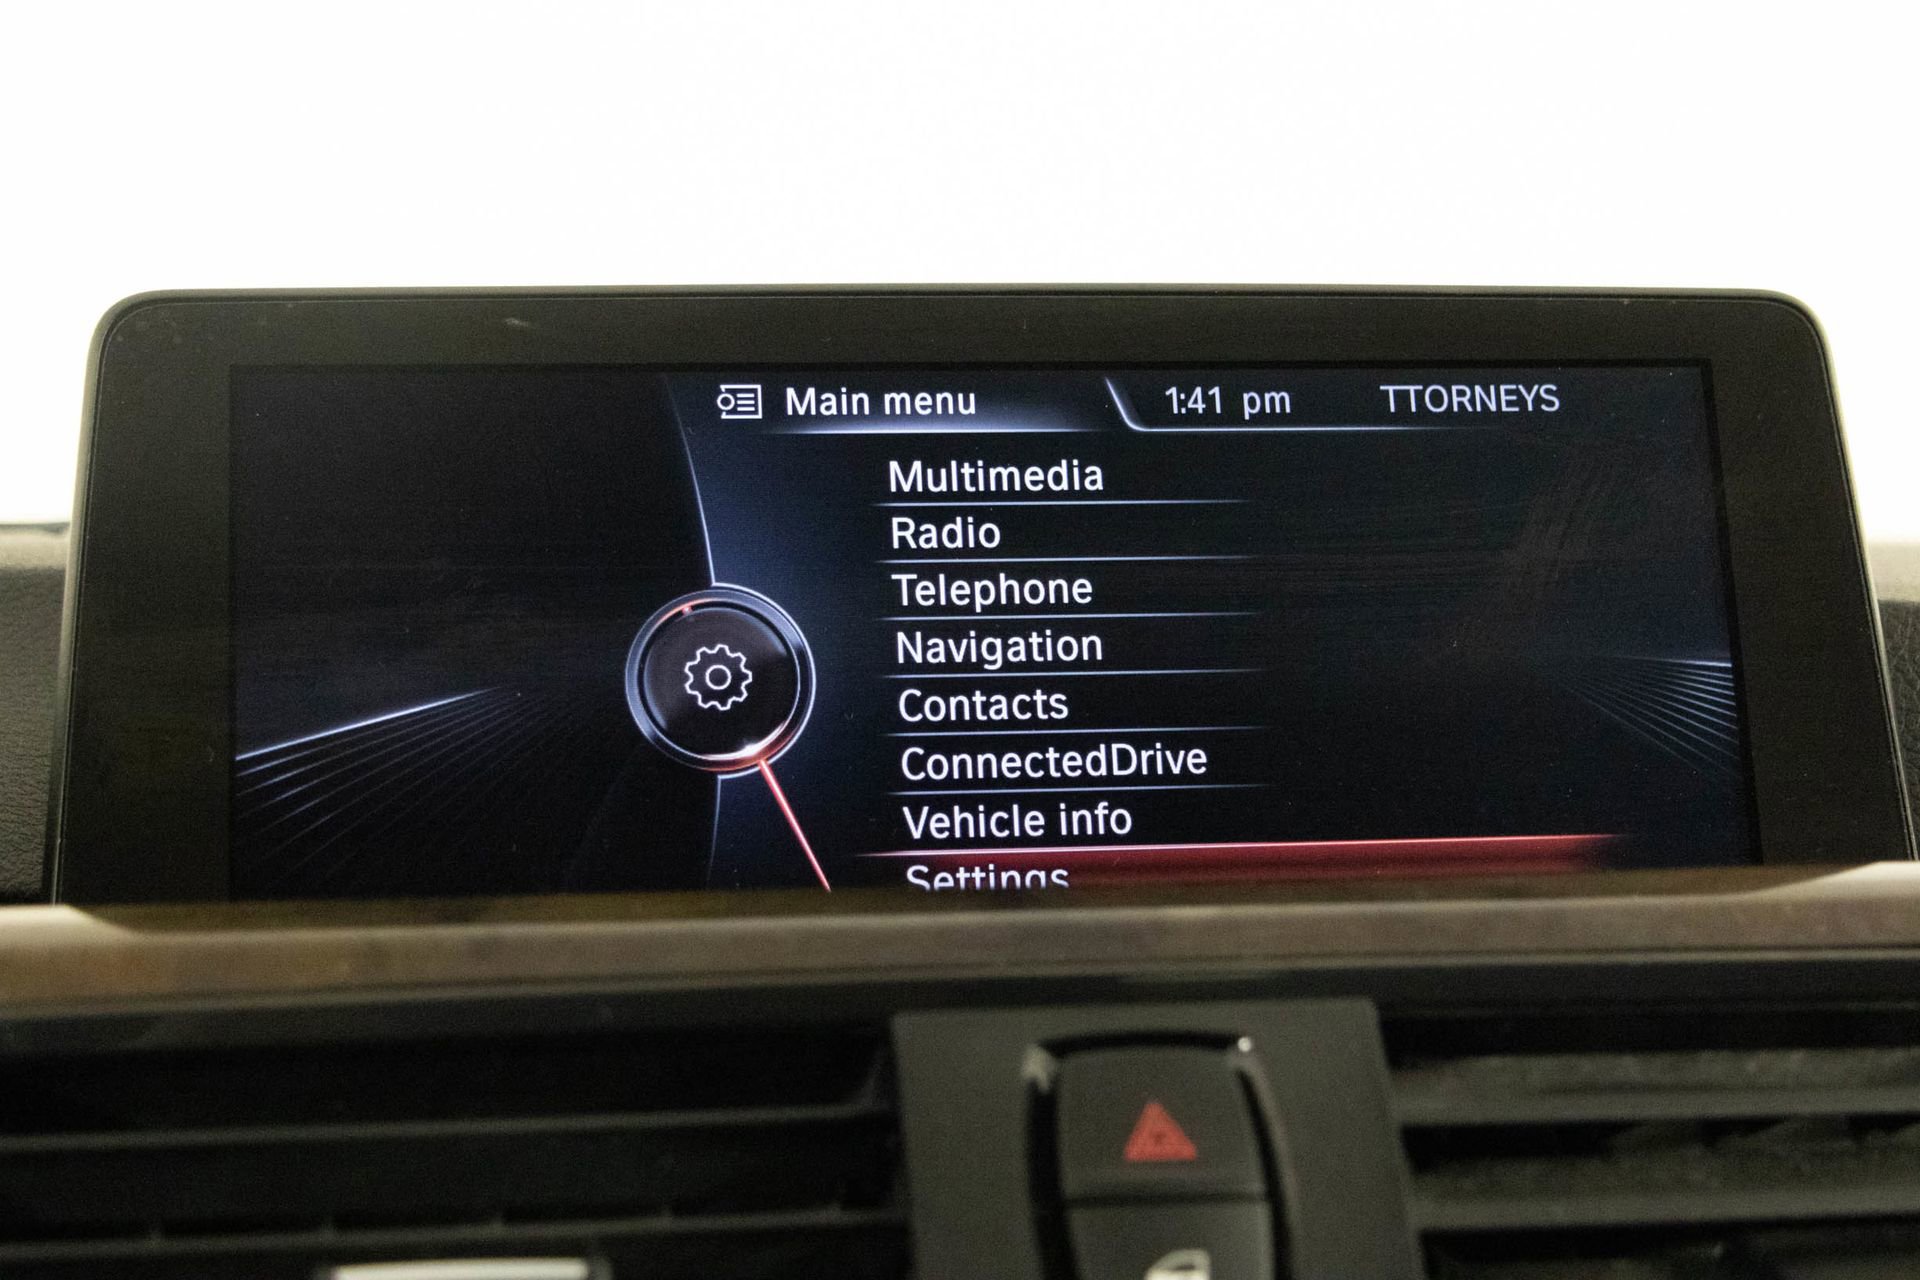 Main menu 1:41 pm TTORNEYS
Multimedia
Radio
Telephone
Navigation
Contacts
ConnectedDrive
Vehicle info
Settings